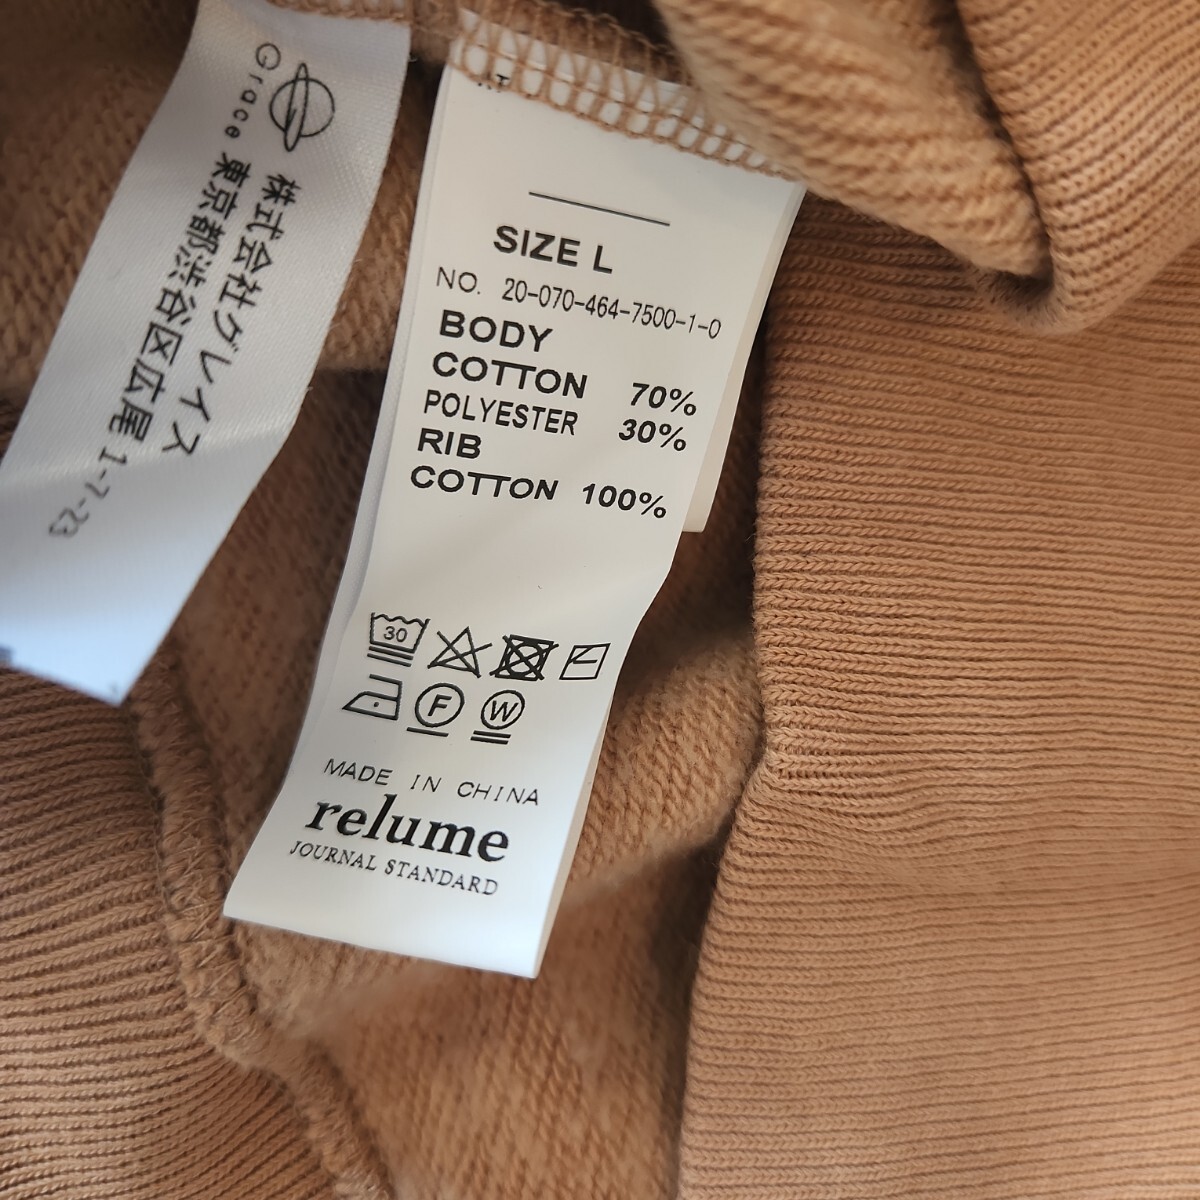 Grace
株式会社グレイス
東京都渋谷区広尾 1-7-23
SIZE L
NO. 20-070-464-7500-1-0
BODY
COTTON 70%
POLYESTER 30%
RIB
COTTON 100%
30
F W
MADE IN CHINA
relume
JOURNAL STANDARD